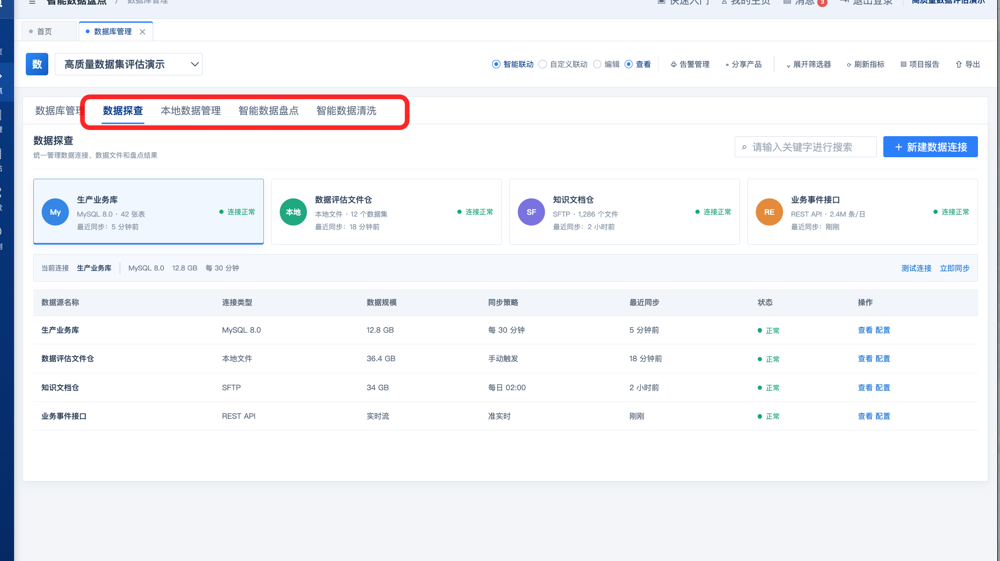 智能数据盘点 / 数据库管理
快速入门 我的主页 消息 3 退出登录 高质量数据评估演示
首页 数据库管理
数 高质量数据集评估演示
智能联动 自定义联动 编辑 查看 告警管理 分享产品 展开筛选器 刷新指标 项目报告 导出
数据库管理 数据探查 本地数据管理 智能数据盘点 智能数据清洗
数据探查
统一管理数据连接、数据文件和盘点结果
请输入关键字进行搜索
+ 新建数据连接
My
生产业务库
MySQL 8.0 · 42 张表
最近同步：5 分钟前
连接正常
本地
数据评估文件仓
本地文件 · 12 个数据集
最近同步：18 分钟前
连接正常
SF
知识文档仓
SFTP · 1,286 个文件
最近同步：2 小时前
连接正常
RE
业务事件接口
REST API · 2.4M 条/日
最近同步：刚刚
连接正常
当前连接 生产业务库 MySQL 8.0 12.8 GB 每 30 分钟 测试连接 立即同步
数据源名称 连接类型 数据规模 同步策略 最近同步 状态 操作
生产业务库 MySQL 8.0 12.8 GB 每 30 分钟 5 分钟前 正常 查看 配置
数据评估文件仓 本地文件 36.4 GB 手动触发 18 分钟前 正常 查看 配置
知识文档仓 SFTP 34 GB 每日 02:00 2 小时前 正常 查看 配置
业务事件接口 REST API 实时流 准实时 刚刚 正常 查看 配置